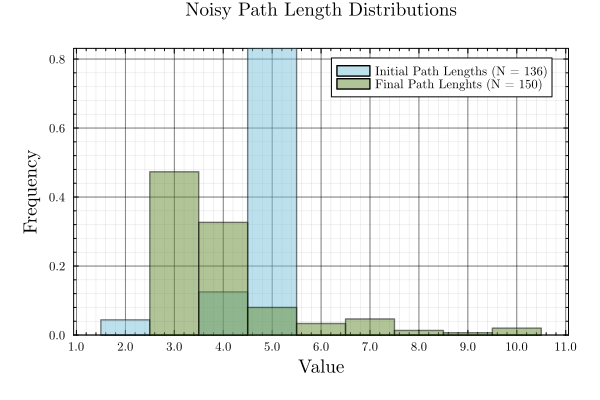 Noisy Path Length Distributions
Initial Path Lengths (N = 136)
Final Path Lenghts (N = 150)
Frequency
0.8
0.6
0.4
0.2
0.0
1.0 2.0 3.0 4.0 5.0 6.0 7.0 8.0 9.0 10.0 11.0
Value